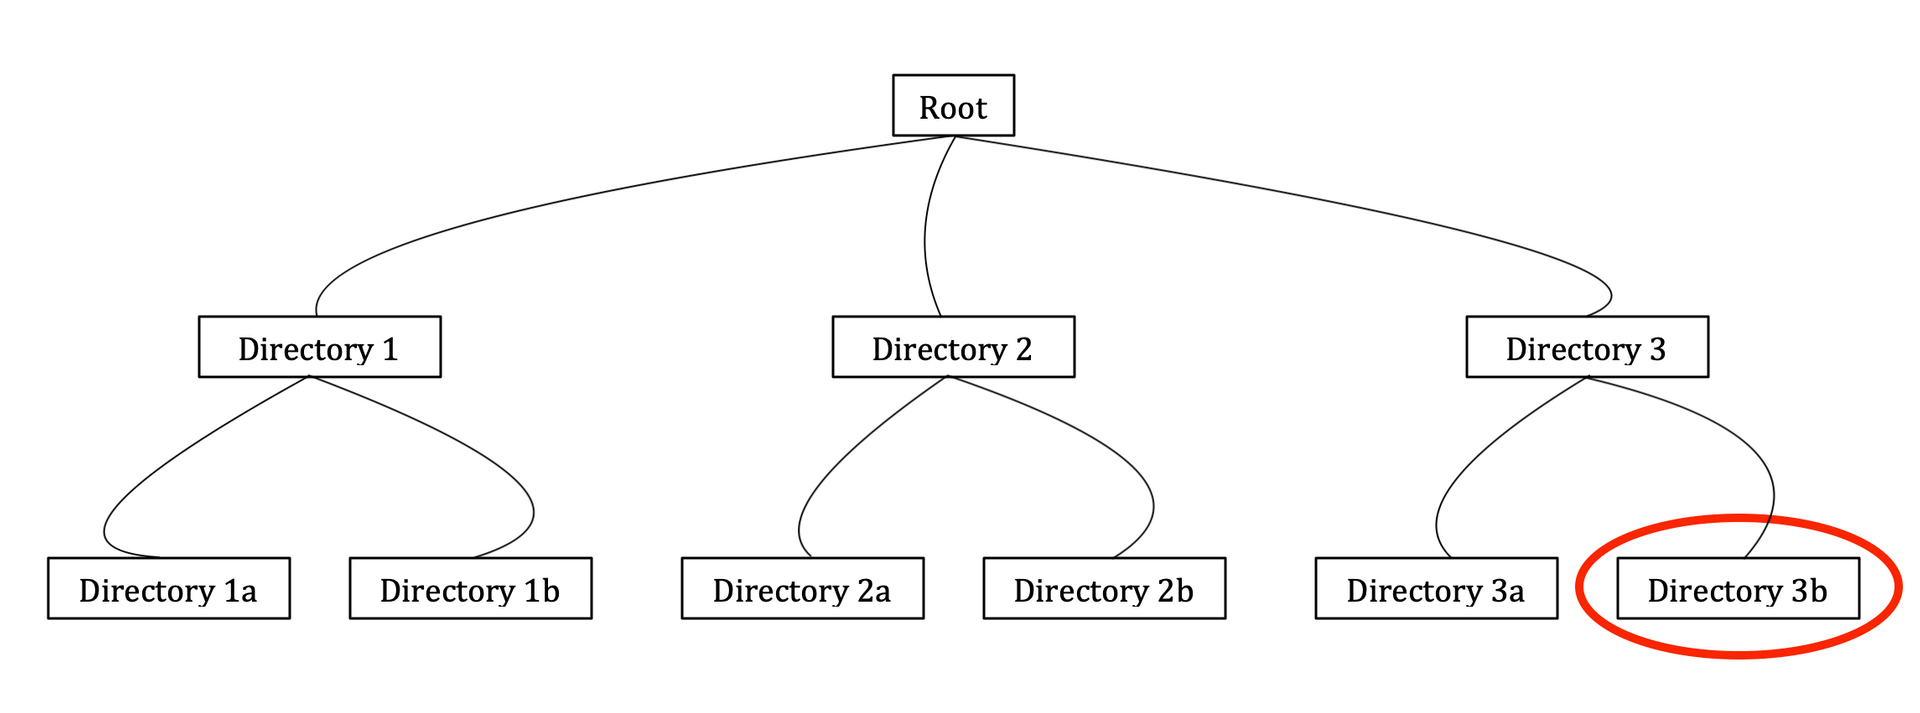 Root
Directory 1
Directory 2
Directory 3
Directory 1a
Directory 1b
Directory 2a
Directory 2b
Directory 3a
Directory 3b